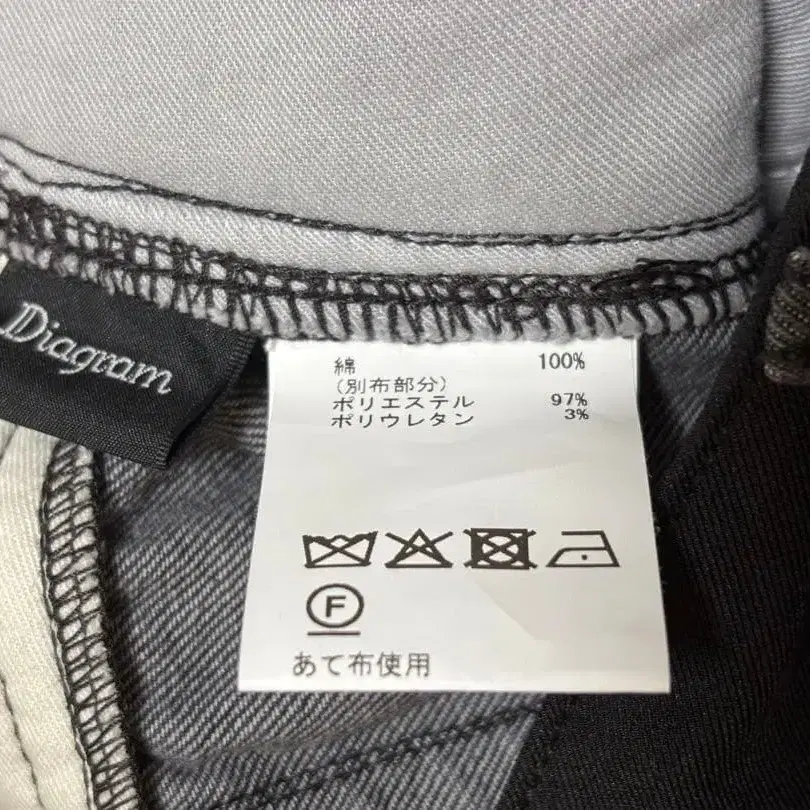 Diagram
綿 100%
(別布部分)
ポリエステル 97%
ポリウレタン 3%
F
あて布使用